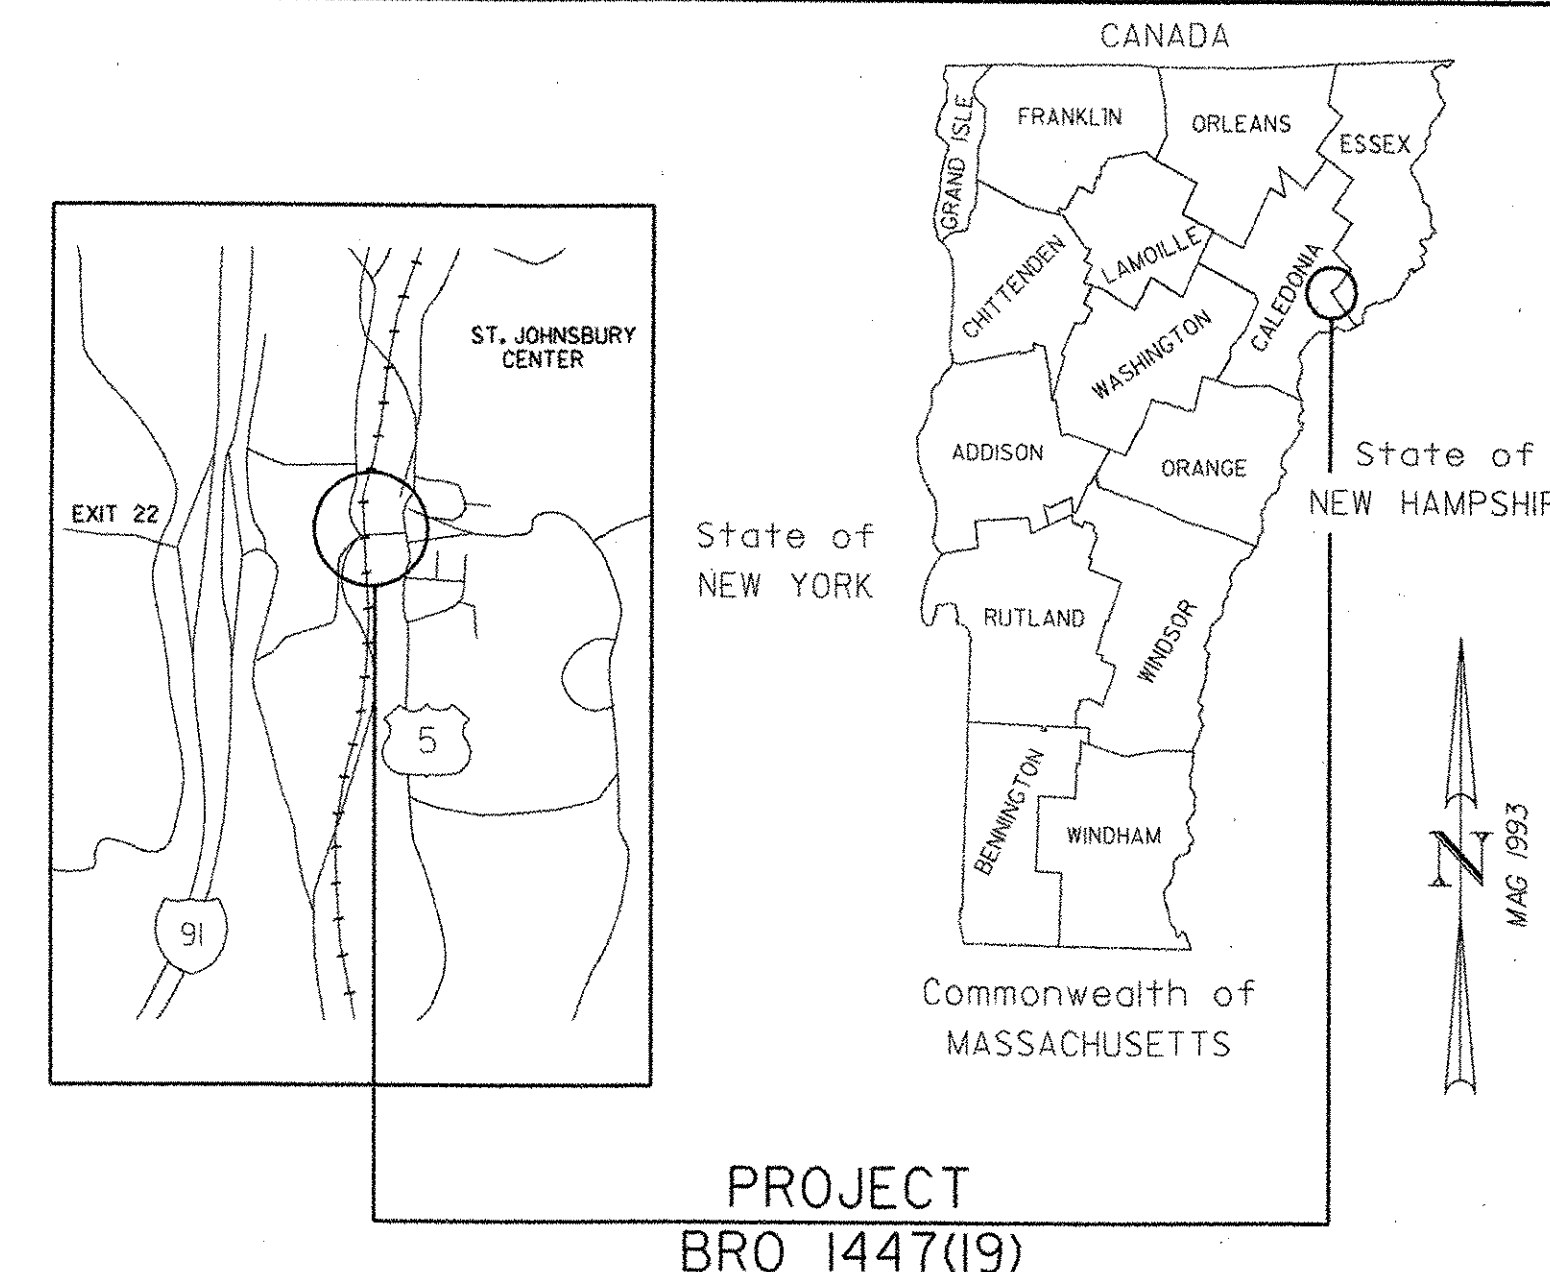 CANADA
GRAND ISLE
FRANKLIN
ORLEANS
ESSEX
CHITTENDEN
LAMOILLE
CALEDONIA
WASHINGTON
ADDISON
ORANGE
RUTLAND
WINDSOR
BENNINGTON
WINDHAM
State of
NEW YORK
State of
NEW HAMPSHIR
Commonwealth of
MASSACHUSETTS
ST. JOHNSBURY
CENTER
EXIT 22
5
91
N
MAG 1993
PROJECT
BRO 1447(19)